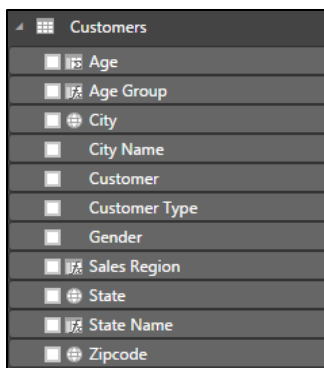 Customers
Age
Age Group
City
City Name
Customer
Customer Type
Gender
Sales Region
State
State Name
Zipcode